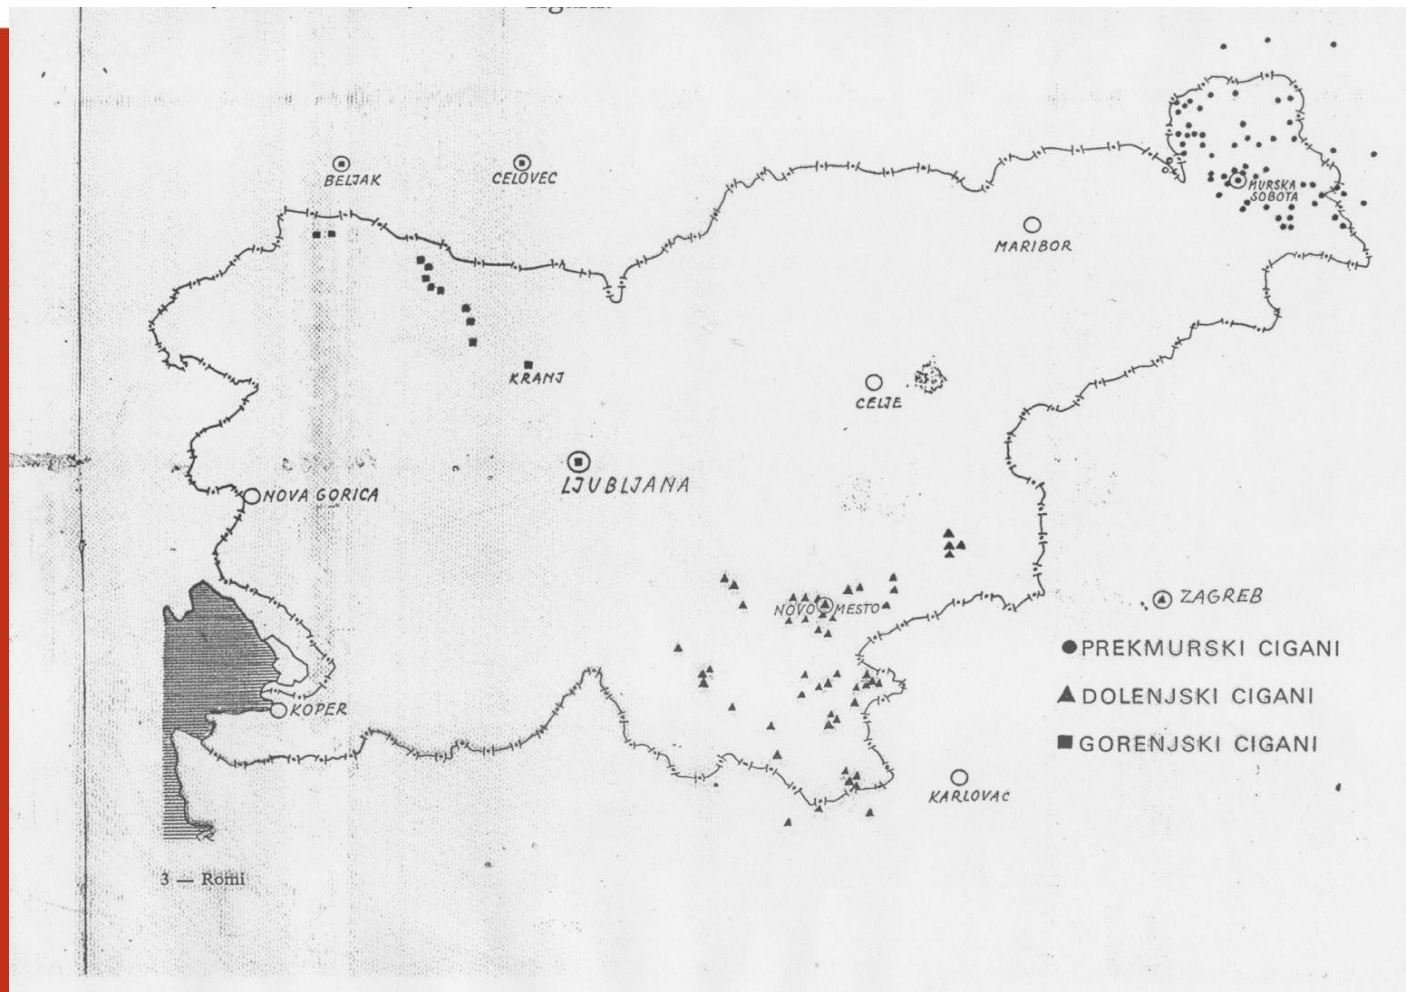 BELJAK
CELOVEC
MURSKA
SOBOTA
MARIBOR
KRANJ
CELJE
LJUBLJANA
NOVA GORICA
NOVO MESTO
ZAGREB
PREKMURSKI CIGANI
DOLENJSKI CIGANI
KOPER
GORENJSKI CIGANI
KARLOVAC
3 — Romi